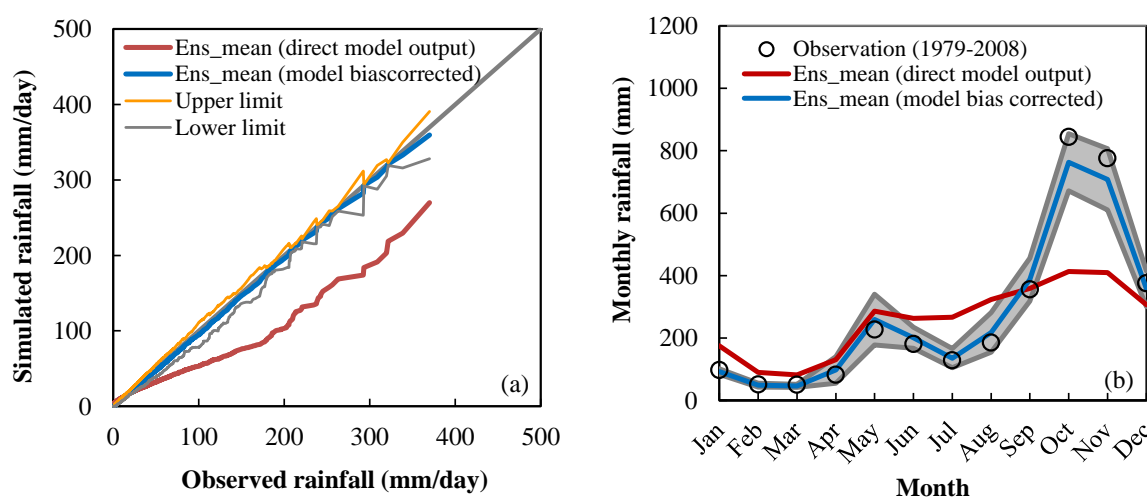 500
400
300
200
100
0
Simulated rainfall (mm/day)
Ens_mean (direct model output)
Ens_mean (model biascorrected)
Upper limit
Lower limit
(a)
0 100 200 300 400 500
Observed rainfall (mm/day)
1200
1000
800
600
400
200
0
Monthly rainfall (mm)
Observation (1979-2008)
Ens_mean (direct model output)
Ens_mean (model bias corrected)
(b)
Jan Feb Mar Apr May Jun Jul Aug Sep Oct Nov Dec
Month